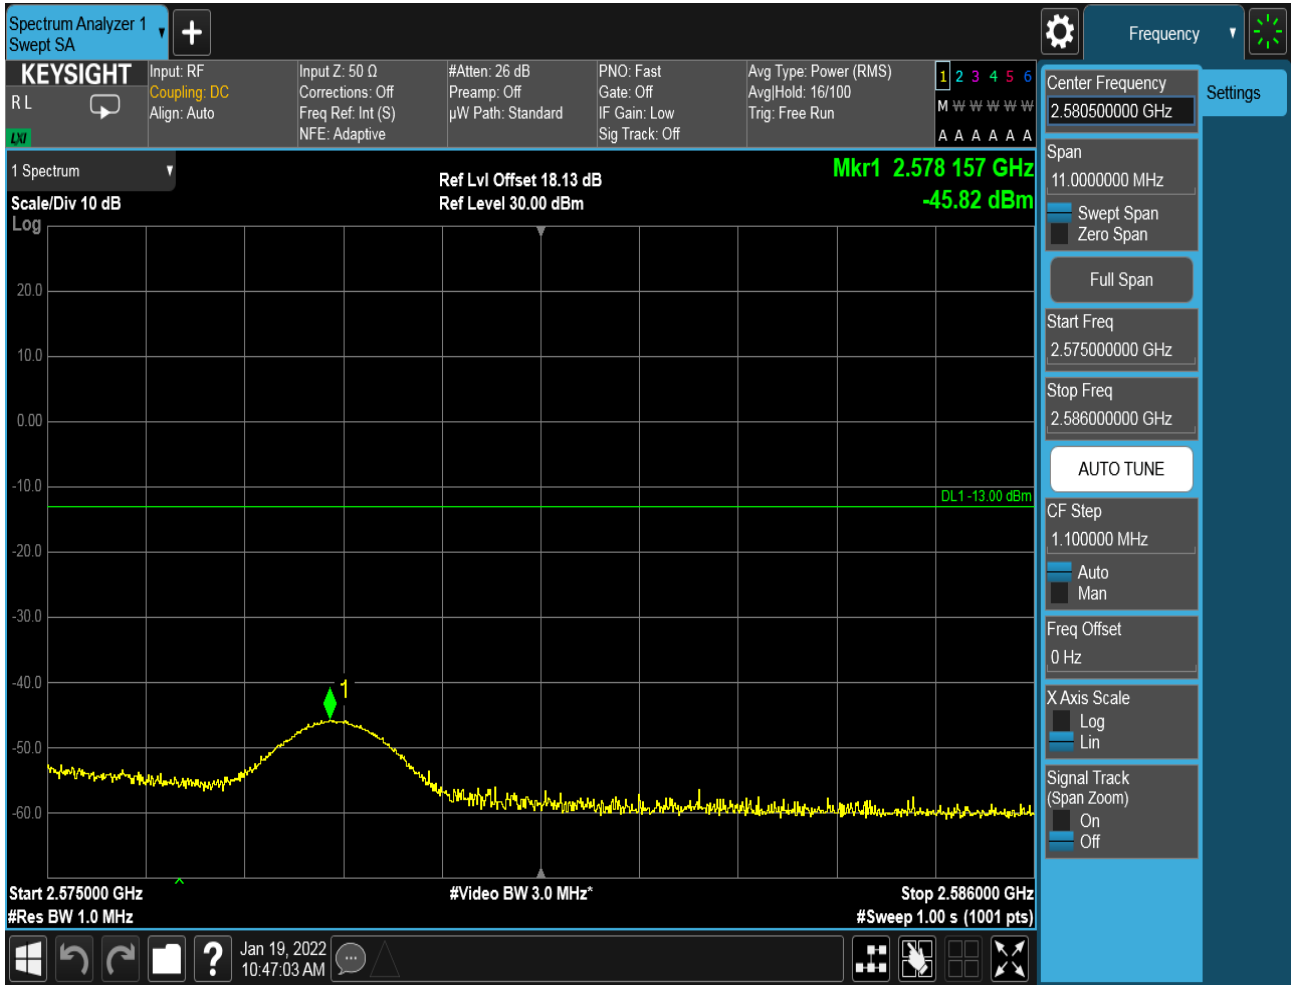 Spectrum Analyzer 1
Swept SA
Frequency
KEYSIGHT
R L
LXI
Input: RF
Coupling: DC
Align: Auto
Input Z: 50 Ω
Corrections: Off
Freq Ref: Int (S)
NFE: Adaptive
#Atten: 26 dB
Preamp: Off
µW Path: Standard
PNO: Fast
Gate: Off
IF Gain: Low
Sig Track: Off
Avg Type: Power (RMS)
Avg|Hold: 16/100
Trig: Free Run
1 2 3 4 5 6
M W W W W W
A A A A A A
1 Spectrum
Scale/Div 10 dB
Log
Ref Lvl Offset 18.13 dB
Ref Level 30.00 dBm
Mkr1 2.578 157 GHz
-45.82 dBm
20.0
10.0
0.00
-10.0
DL1 -13.00 dBm
-20.0
-30.0
-40.0
1
-50.0
-60.0
Start 2.575000 GHz
#Video BW 3.0 MHz*
Stop 2.586000 GHz
#Res BW 1.0 MHz
#Sweep 1.00 s (1001 pts)
Center Frequency
2.580500000 GHz
Settings
Span
11.0000000 MHz
Swept Span
Zero Span
Full Span
Start Freq
2.575000000 GHz
Stop Freq
2.586000000 GHz
AUTO TUNE
CF Step
1.100000 MHz
Auto
Man
Freq Offset
0 Hz
X Axis Scale
Log
Lin
Signal Track
(Span Zoom)
On
Off
?
Jan 19, 2022
10:47:03 AM